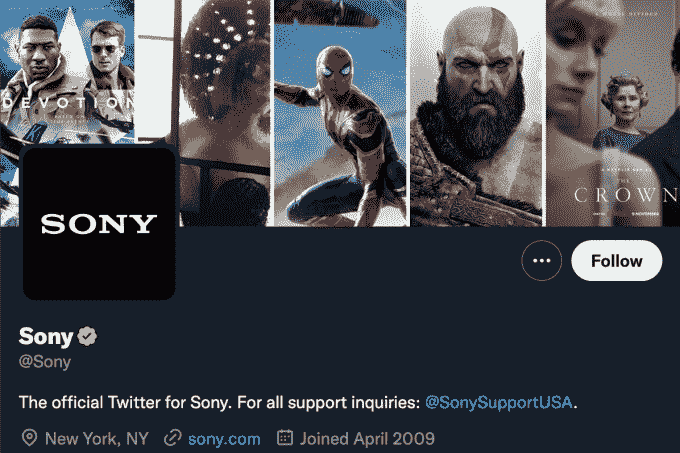 DEVOTION
THE
CROWN
SONY
Follow
Sony
@Sony
The official Twitter for Sony. For all support inquiries: @SonySupportUSA.
New York, NY sony.com Joined April 2009